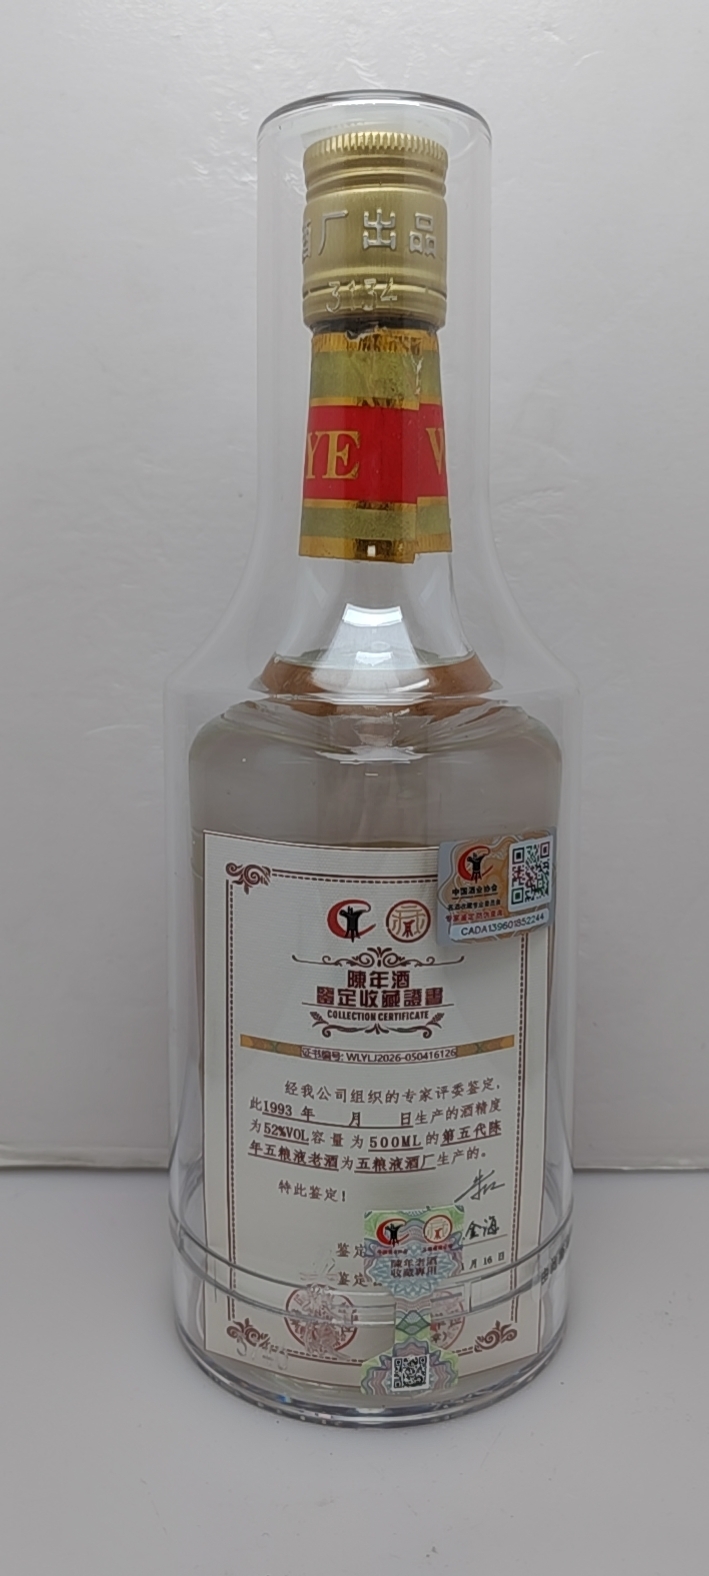 厂出品
3134
YE
W
中国酒业协会
CADA139601852244
陳年酒
鑒定收藏證書
COLLECTION CERTIFICATE
证书编号: WLYLJ2026-050416126
经我公司组织的专家评委鉴定,
此1993 年 月 日生产的酒精度
为52%VOL容量为500ML的第五代陈
年五粮液老酒为五粮液酒厂生产的。
特此鉴定!
鉴定
陳年老酒
收藏專用
鉴定
月 16 日